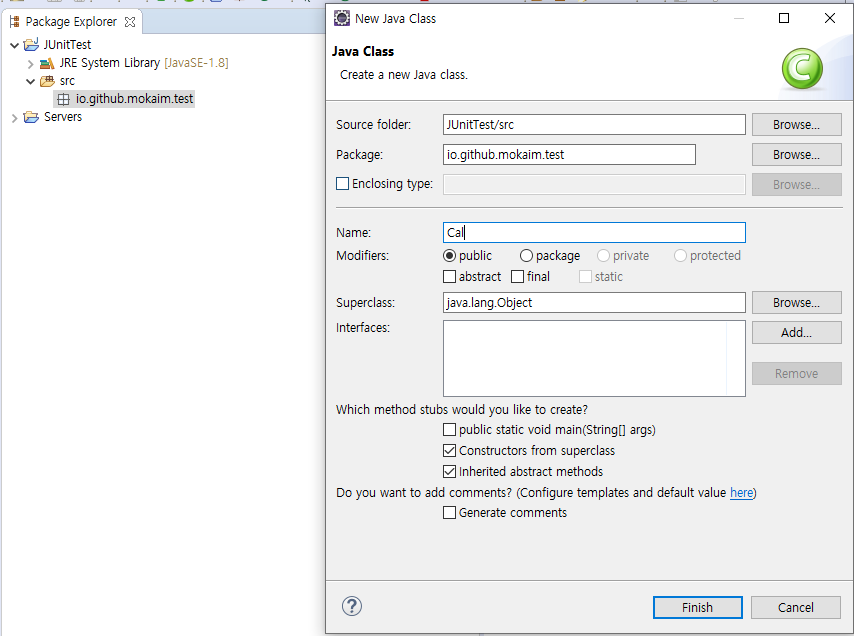 Package Explorer
JUnitTest
JRE System Library [JavaSE-1.8]
src
io.github.mokaim.test
Servers
New Java Class
Java Class
Create a new Java class.
C
Source folder: JUnitTest/src Browse...
Package: io.github.mokaim.test Browse...
Enclosing type: Browse...
Name: Cal
Modifiers: public package private protected
abstract final static
Superclass: java.lang.Object Browse...
Interfaces: Add...
Remove
Which method stubs would you like to create?
public static void main(String[] args)
Constructors from superclass
Inherited abstract methods
Do you want to add comments? (Configure templates and default value here)
Generate comments
? Finish Cancel